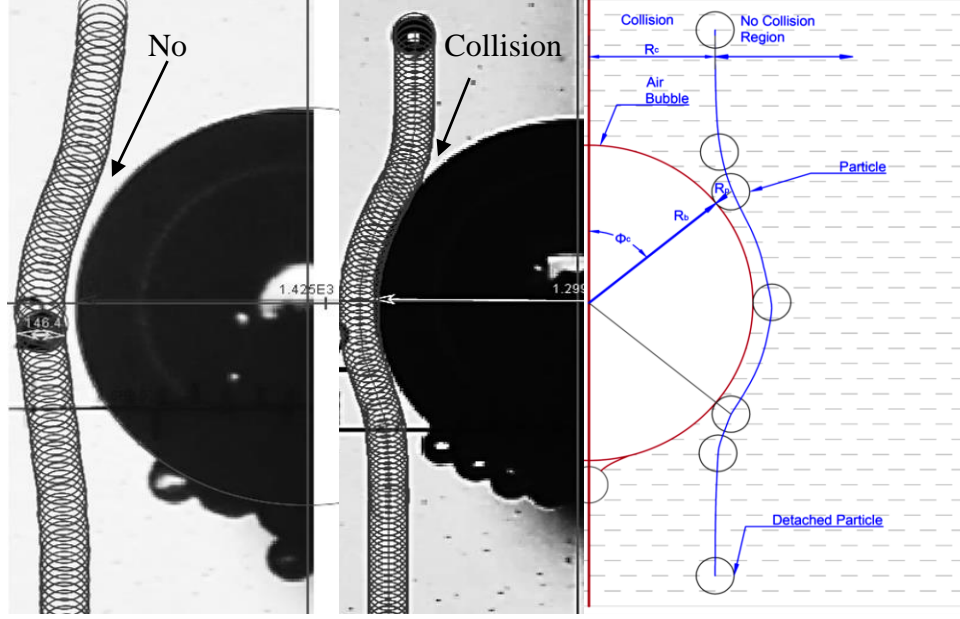 No
1.425E3
146.4
Collision
1.299
Collision
No Collision
Region
Rc
Air
Bubble
Particle
Rp
Rb
Φc
Detached Particle